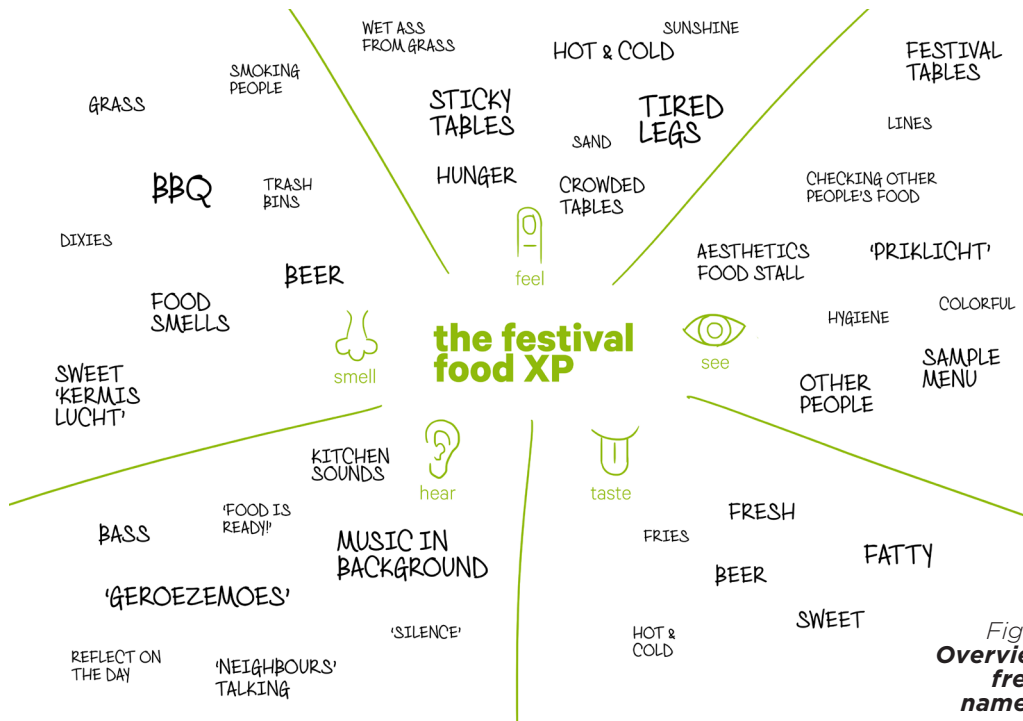 WET ASS
FROM GRASS
SUNSHINE
HOT & COLD
STICKY
TABLES
TIRED
LEGS
SAND
HUNGER
CROWDED
TABLES
feel
SMOKING
PEOPLE
GRASS
BBQ
TRASH
BINS
DIXIES
BEER
FOOD
SMELLS
SWEET
'KERMIS
LUCHT'
smell
the festival
food XP
FESTIVAL
TABLES
LINES
CHECKING OTHER
PEOPLE'S FOOD
AESTHETICS
FOOD STALL
'PRIKLICHT'
HYGIENE
COLORFUL
SAMPLE
MENU
OTHER
PEOPLE
see
hear
KITCHEN
SOUNDS
'FOOD IS
READY!'
BASS
MUSIC IN
BACKGROUND
'GEROEZEMOES'
'SILENCE'
REFLECT ON
THE DAY
'NEIGHBOURS'
TALKING
taste
FRESH
FRIES
FATTY
BEER
SWEET
HOT &
COLD
Fig
Overvie
fre
name